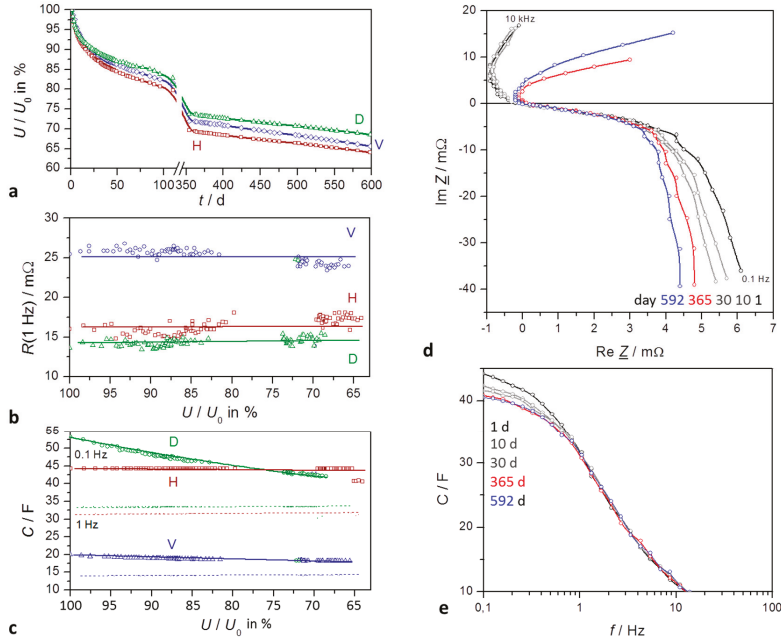 100
95
90
85
80
75
70
65
60
U / U0 in %
0
50
100
350
400
450
500
550
600
t / d
D
H
V
a
30
25
20
15
10
R(1 Hz) / mΩ
V
H
D
100
95
90
85
80
75
70
65
U / U0 in %
b
55
50
45
40
35
30
25
20
15
10
C / F
0.1 Hz
D
H
1 Hz
V
100
95
90
85
80
75
70
65
U / U0 in %
c
20
10
0
-10
-20
-30
-40
Im Z / mΩ
10 kHz
0.1 Hz
day 592 365 30 10 1
-1
0
1
2
3
4
5
6
7
Re Z / mΩ
d
40
30
20
10
C / F
1 d
10 d
30 d
365 d
592 d
0,1
1
10
100
f / Hz
e